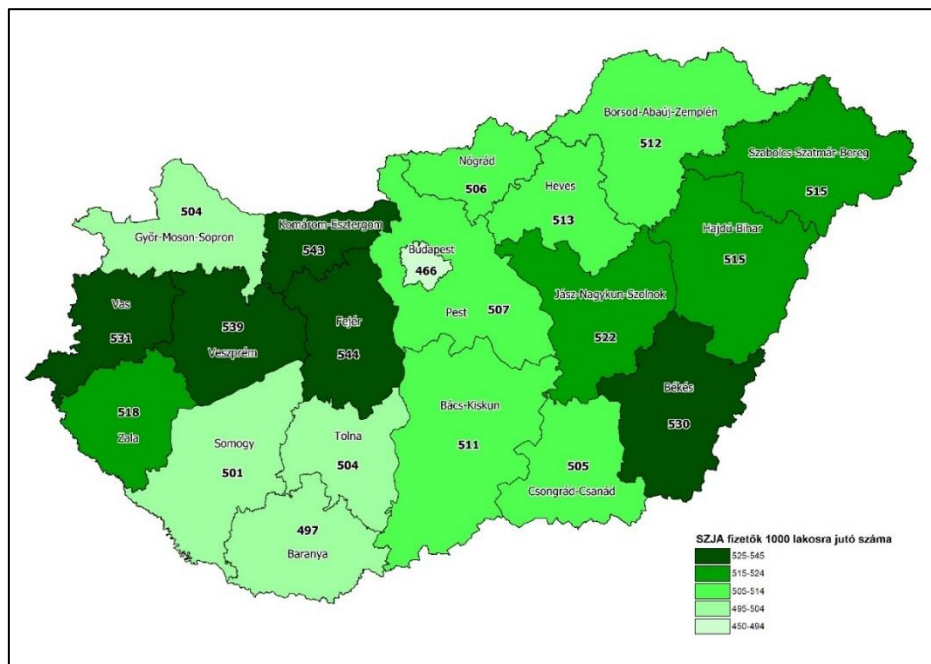 Borsod-Abaúj-Zemplén
512
Szabolcs-Szatmár-Bereg
515
Nógrád
506
Heves
513
504
Győr-Moson-Sopron
Komárom-Esztergom
543
Hajdú-Bihar
515
Budapest
466
Jász-Nagykun-Szolnok
522
Vas
531
539
Veszprém
Fejér
544
Pest
507
Békés
530
518
Zala
Bács-Kiskun
511
Somogy
501
Tolna
504
505
Csongrád-Csanád
497
Baranya
SZJA fizetők 1000 lakosra jutó száma
525-545
515-524
505-514
495-504
450-494